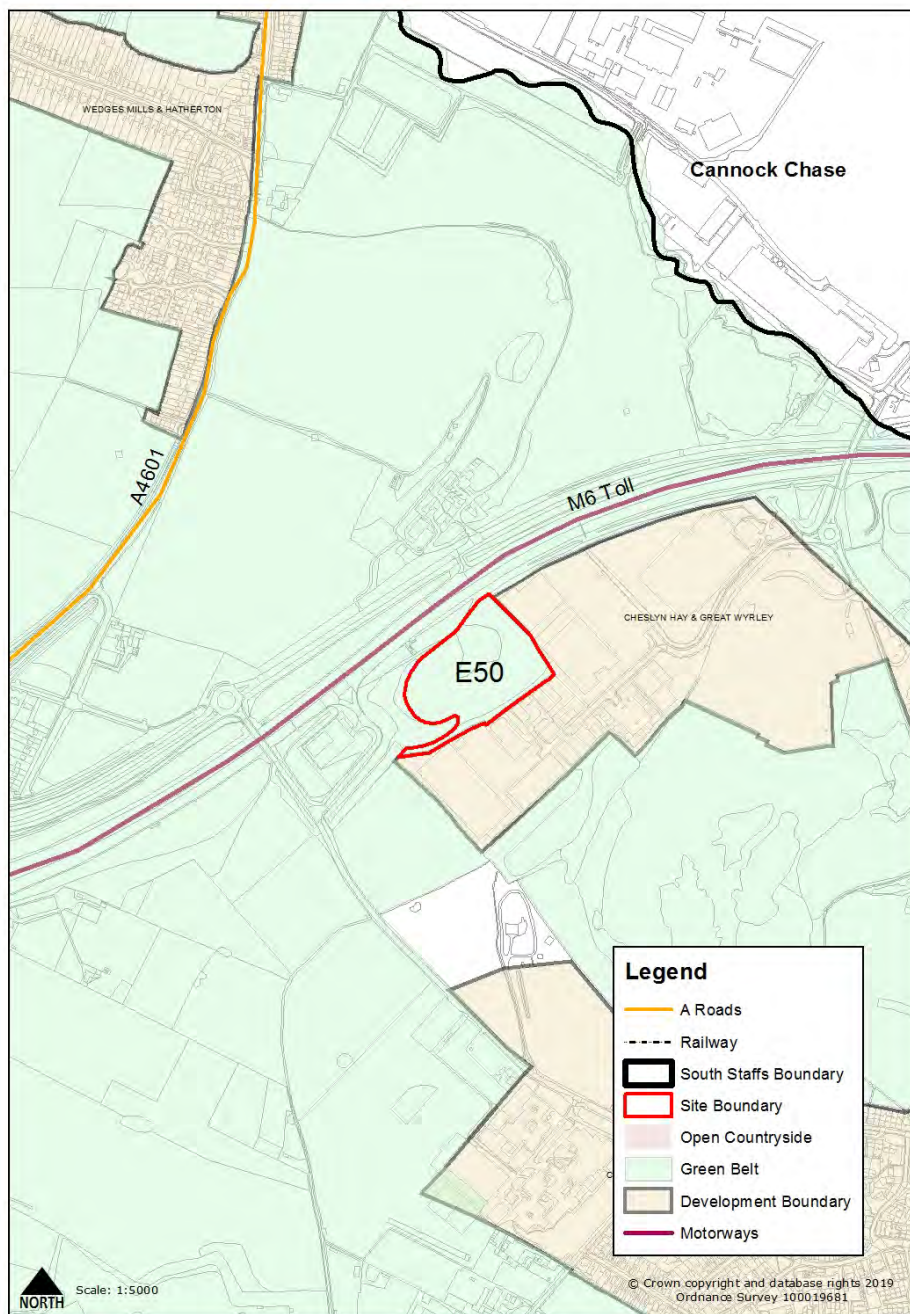 WEDGES MILLS & HATHERTON
Cannock Chase
A4601
M6 Toll
CHESLYN HAY & GREAT WYRLEY
E50
Legend
A Roads
Railway
South Staffs Boundary
Site Boundary
Open Countryside
Green Belt
Development Boundary
Motorways
NORTH
Scale: 1:5000
© Crown copyright and database rights 2019
Ordnance Survey 100019681